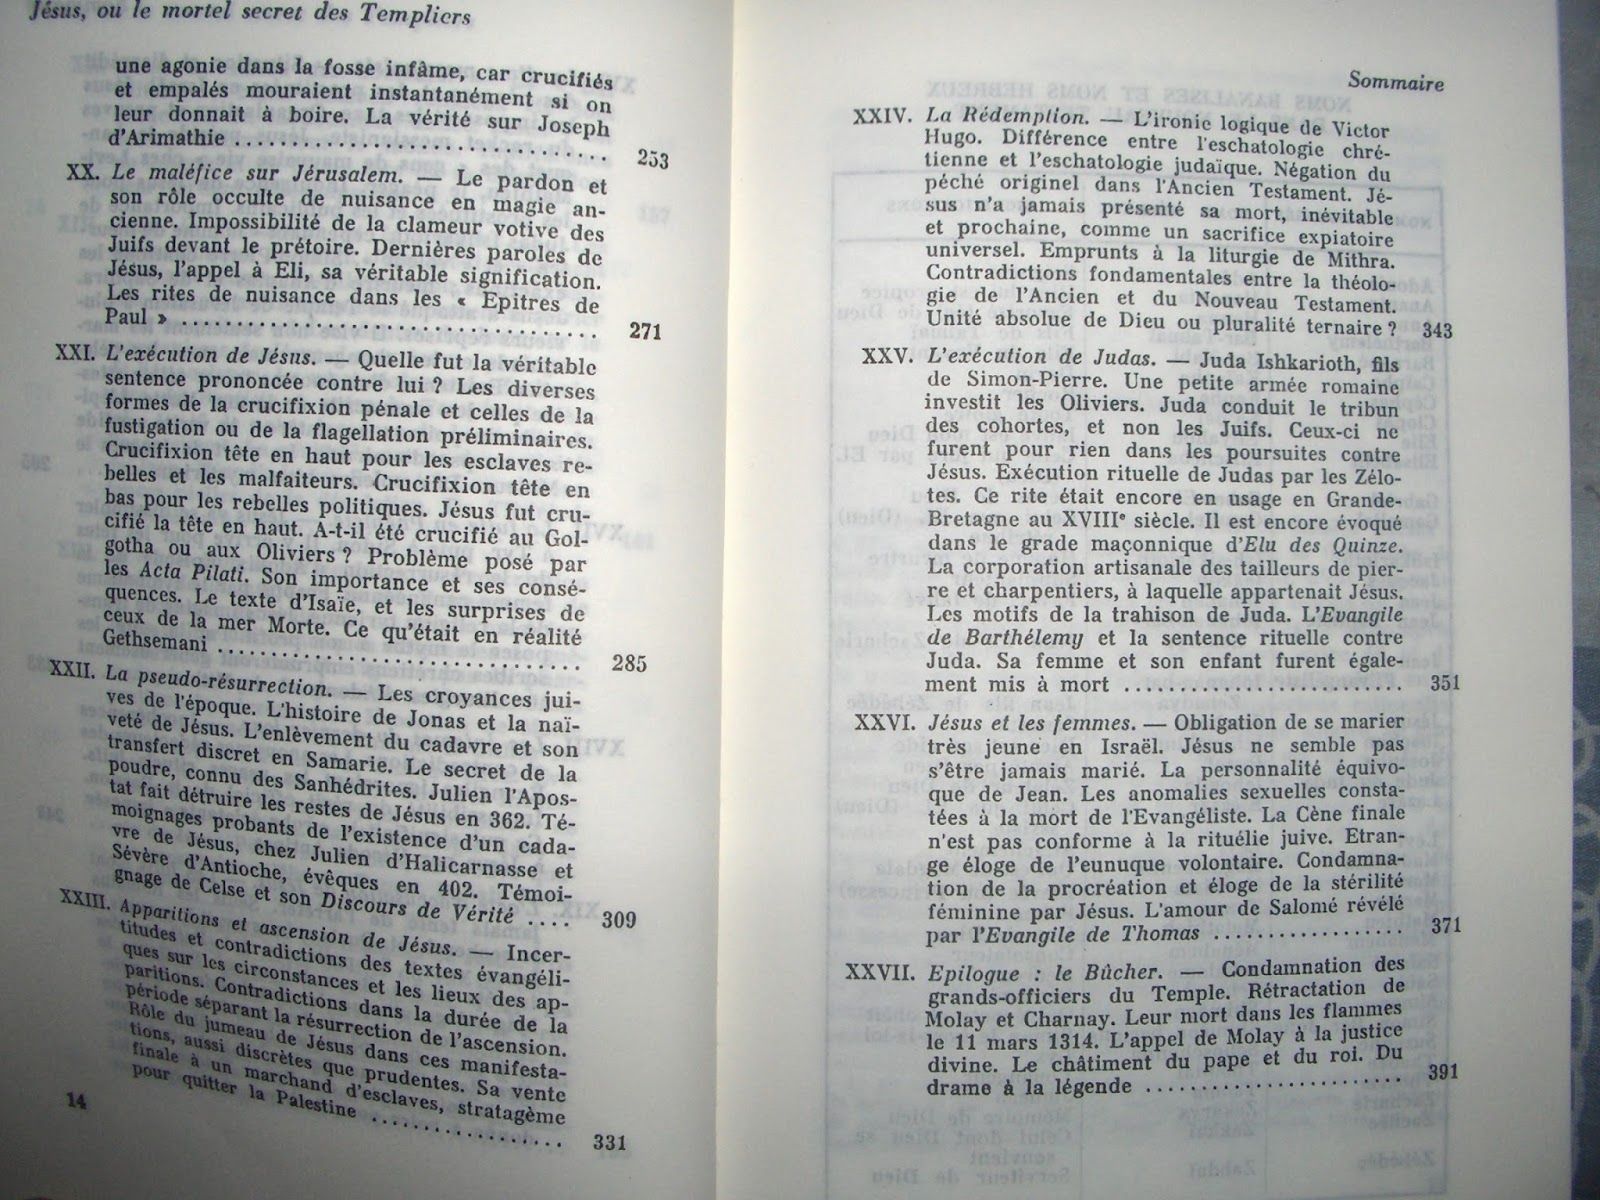 Jésus, ou le mortel secret des Templiers
une agonie dans la fosse infâme, car crucifiés
et empalés mouraient instantanément si on
leur donnait à boire. La vérité sur Joseph
d'Arimathie ................................ 253
XX. Le maléfice sur Jérusalem. — Le pardon et
son rôle occulte de nuisance en magie an-
cienne. Impossibilité de la clameur votive des
Juifs devant le prétoire. Dernières paroles de
Jésus, l'appel à Eli, sa véritable signification.
Les rites de nuisance dans les « Epitres de
Paul » .................................... 271
XXI. L'exécution de Jésus. — Quelle fut la véritable
sentence prononcée contre lui ? Les diverses
formes de la crucifixion pénale et celles de la
fustigation ou de la flagellation préliminaires.
Crucifixion tête en haut pour les esclaves re-
belles et les malfaiteurs. Crucifixion tête en
bas pour les rebelles politiques. Jésus fut cru-
cifié la tête en haut. A-t-il été crucifié au Gol-
gotha ou aux Oliviers ? Problème posé par
les Acta Pilati. Son importance et ses consé-
quences. Le texte d'Isaïe, et les surprises de
ceux de la mer Morte. Ce qu'était en réalité
Gethsemani ................................ 285
XXII. La pseudo-résurrection. — Les croyances jui-
ves de l'époque. L'histoire de Jonas et la naï-
veté de Jésus. L'enlèvement du cadavre et son
transfert discret en Samarie. Le secret de la
poudre, connu des Sanhédrites. Julien l'Apos-
tat fait détruire les restes de Jésus en 362. Té-
moignages probants de l'existence d'un cada-
vre de Jésus, chez Julien d'Halicarnasse et
Sévère d'Antioche, évêques en 402. Témoi-
gnage de Celse et son Discours de Vérité .... 309
XXIII. Apparitions et ascension de Jésus. — Incer-
titudes et contradictions des textes évangéli-
ques sur les circonstances et les lieux des ap-
paritions. Contradictions dans la durée de la
période séparant la résurrection de l'ascension.
Rôle du jumeau de Jésus dans ces manifesta-
tions, aussi discrètes que prudentes. Sa vente
finale à un marchand d'esclaves, stratagème
pour quitter la Palestine .................. 331
14
Sommaire
XXIV. La Rédemption. — L'ironie logique de Victor
Hugo. Différence entre l'eschatologie chré-
tienne et l'eschatologie judaïque. Négation du
péché originel dans l'Ancien Testament. Jé-
sus n'a jamais présenté sa mort, inévitable
et prochaine, comme un sacrifice expiatoire
universel. Emprunts à la liturgie de Mithra.
Contradictions fondamentales entre la théolo-
gie de l'Ancien et du Nouveau Testament.
Unité absolue de Dieu ou pluralité ternaire ? 343
XXV. L'exécution de Judas. — Juda Ishkarioth, fils
de Simon-Pierre. Une petite armée romaine
investit les Oliviers. Juda conduit le tribun
des cohortes, et non les Juifs. Ceux-ci ne
furent pour rien dans les poursuites contre
Jésus. Exécution rituelle de Judas par les Zélo-
tes. Ce rite était encore en usage en Grande-
Bretagne au XVIIIe siècle. Il est encore évoqué
dans le grade maçonnique d'Elu des Quinze.
La corporation artisanale des tailleurs de pier-
re et charpentiers, à laquelle appartenait Jésus.
Les motifs de la trahison de Juda. L'Evangile
de Barthélemy et la sentence rituelle contre
Juda. Sa femme et son enfant furent égale-
ment mis à mort ........................... 351
XXVI. Jésus et les femmes. — Obligation de se marier
très jeune en Israël. Jésus ne semble pas
s'être jamais marié. La personnalité équivo-
que de Jean. Les anomalies sexuelles consta-
tées à la mort de l'Evangéliste. La Cène finale
n'est pas conforme à la rituélie juive. Etran-
ge éloge de l'eunuque volontaire. Condamna-
tion de la procréation et éloge de la stérilité
féminine par Jésus. L'amour de Salomé révélé
par l'Evangile de Thomas .................. 371
XXVII. Epilogue : le Bûcher. — Condamnation des
grands-officiers du Temple. Rétractation de
Molay et Charnay. Leur mort dans les flammes
le 11 mars 1314. L'appel de Molay à la justice
divine. Le châtiment du pape et du roi. Du
drame à la légende ........................ 391